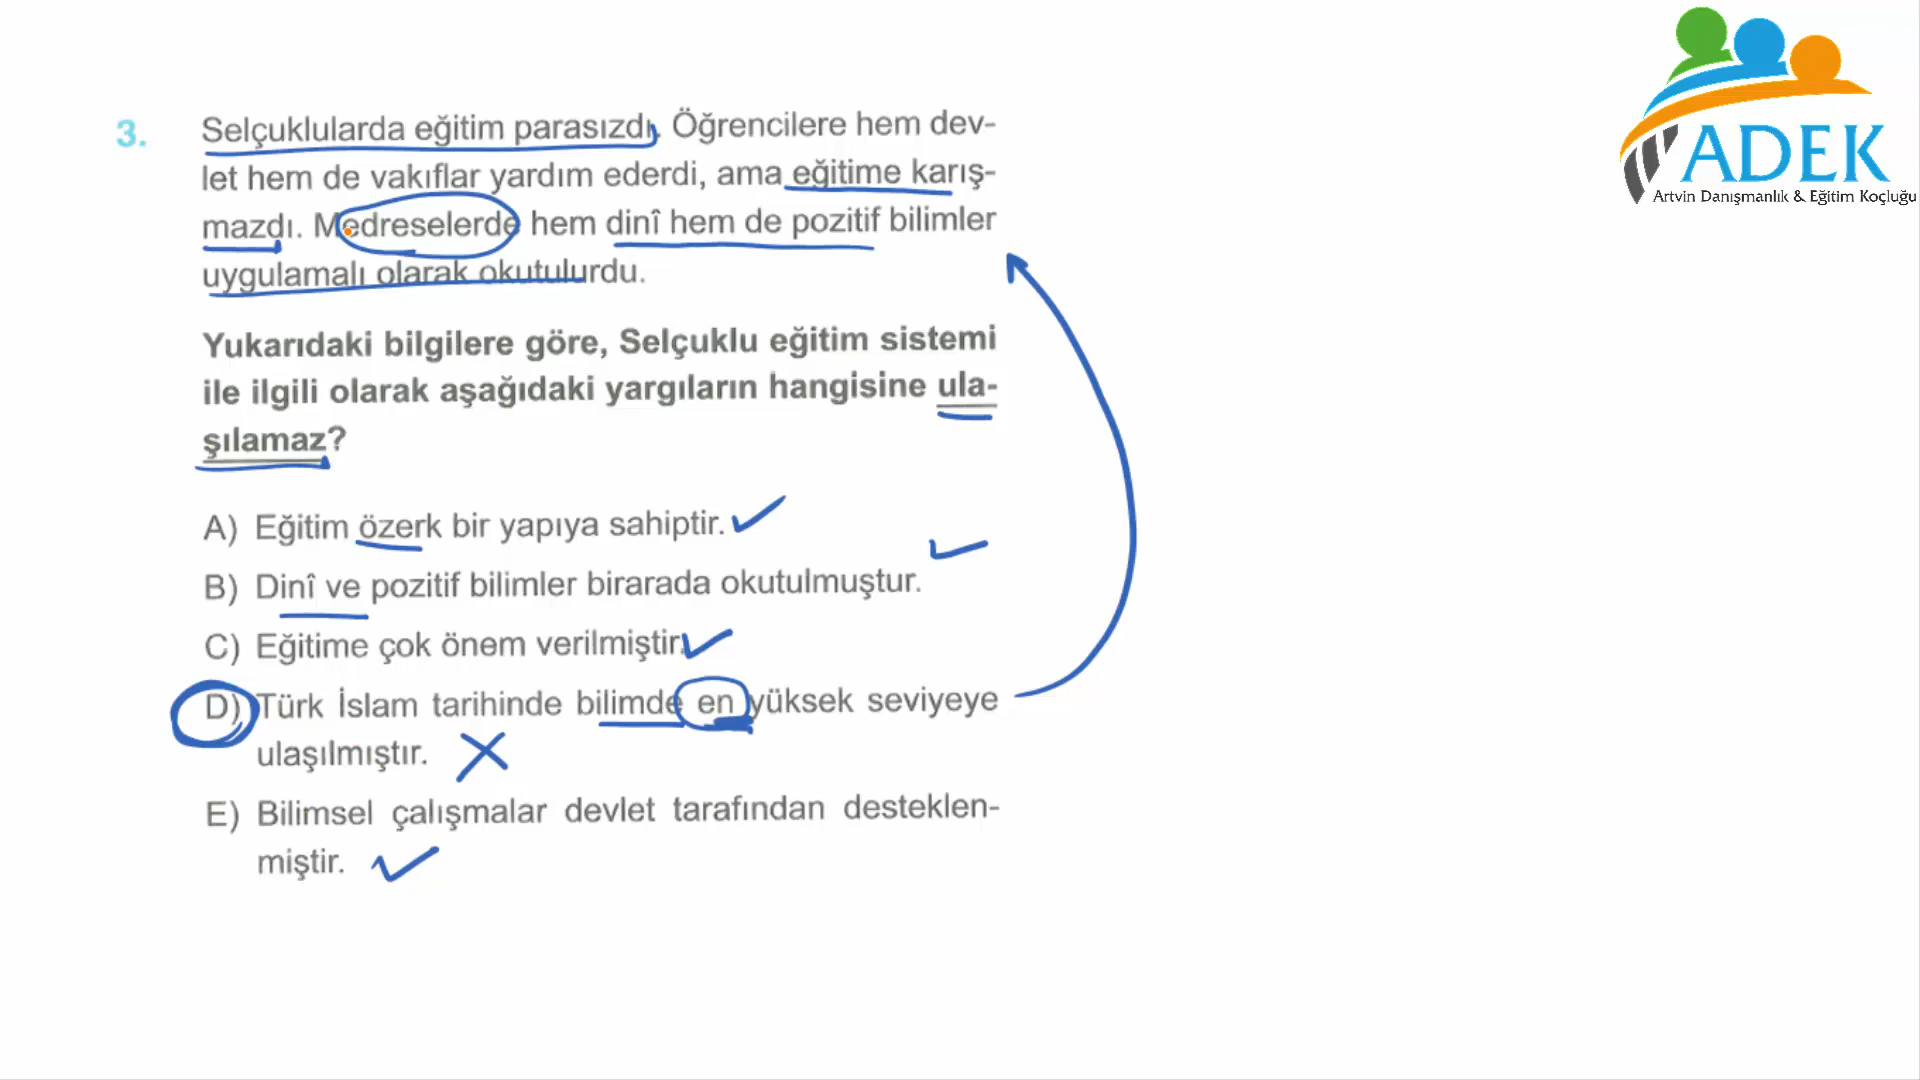 ADEK
Artvin Danışmanlık & Eğitim Koçluğu
3. Selçuklularda eğitim parasızdı. Öğrencilere hem dev-
let hem de vakıflar yardım ederdi, ama eğitime karış-
mazdı. Medreselerde hem dinî hem de pozitif bilimler
uygulamalı olarak okutulurdu.
Yukarıdaki bilgilere göre, Selçuklu eğitim sistemi
ile ilgili olarak aşağıdaki yargıların hangisine ula-
şılamaz?
A) Eğitim özerk bir yapıya sahiptir.
B) Dinî ve pozitif bilimler birarada okutulmuştur.
C) Eğitime çok önem verilmiştir.
D) Türk İslam tarihinde bilimde en yüksek seviyeye
ulaşılmıştır.
E) Bilimsel çalışmalar devlet tarafından desteklen-
miştir.